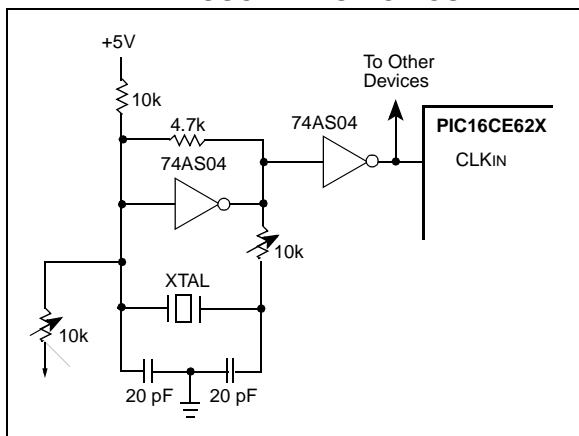 +5V
10k
4.7k
74AS04
74AS04
To Other
Devices
PIC16CE62X
CLKIN
10k
XTAL
10k
20 pF
20 pF